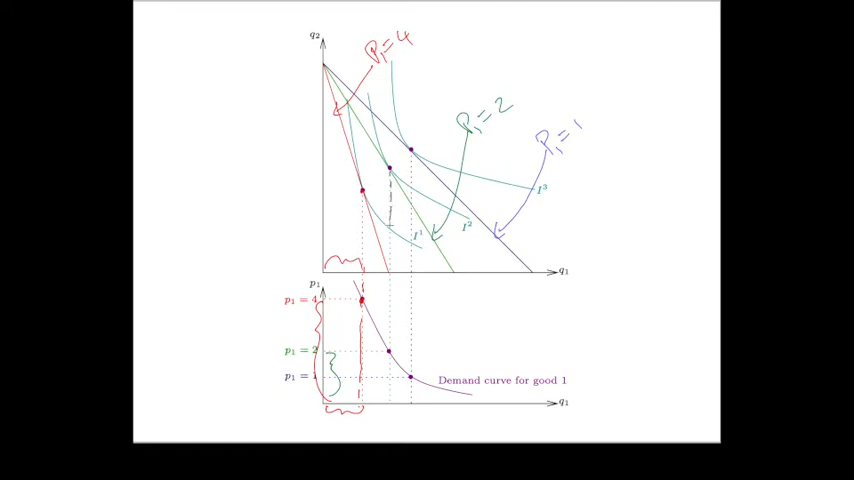 q₂
P₁=4
P₁=2
P₁=1
I³
I²
I¹
q₁
p₁
p₁ = 4
p₁ = 2
p₁ = 1
Demand curve for good 1
q₁